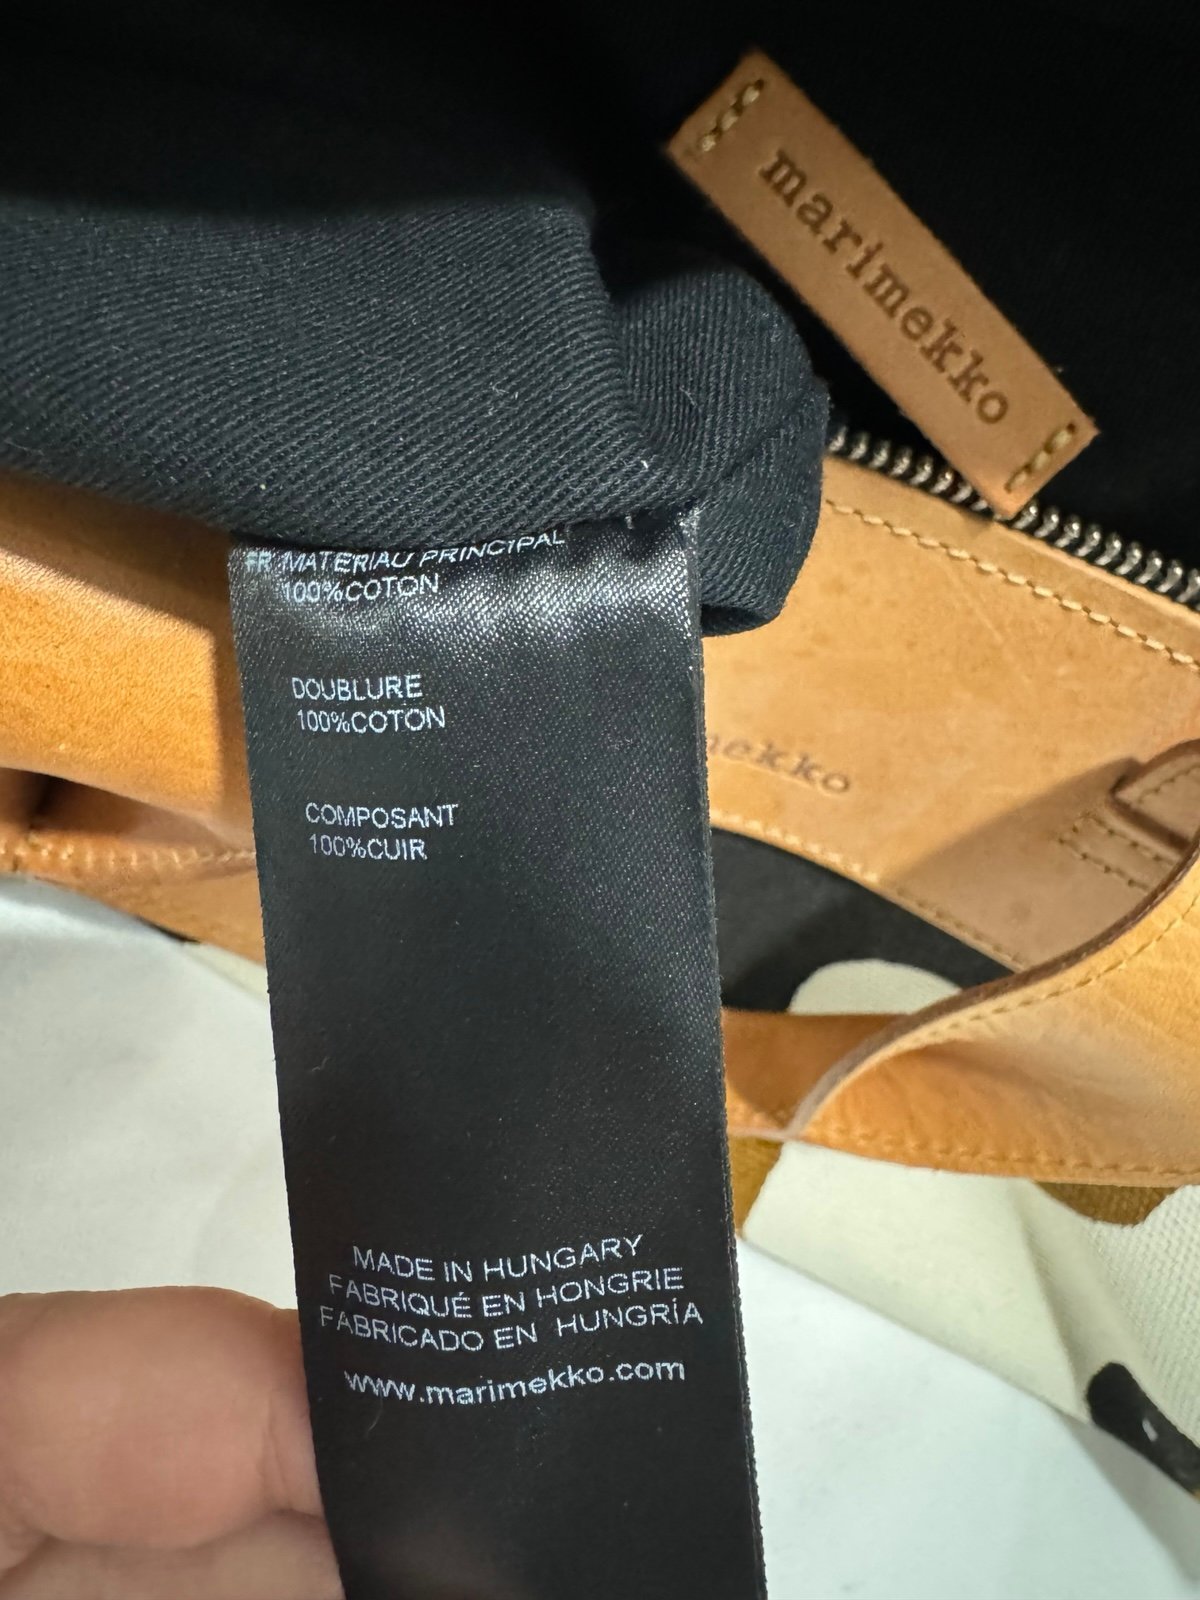 marimekko
FR MATERIAU PRINCIPAL
100%COTON
DOUBLURE
100%COTON
COMPOSANT
100%CUIR
MADE IN HUNGARY
FABRIQUÉ EN HONGRIE
FABRICADO EN HUNGRÍA
www.marimekko.com